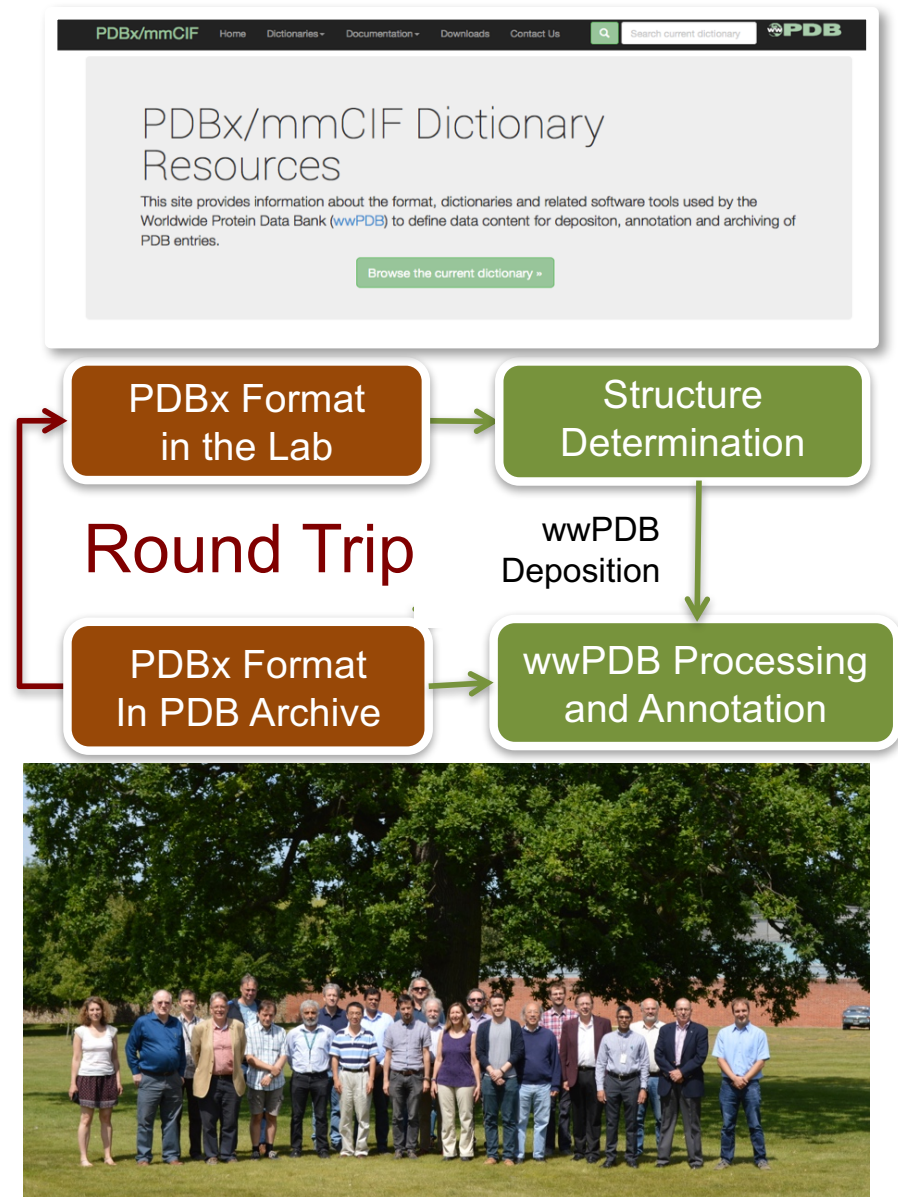 PDBx/mmCIF Home Dictionaries Documentation Downloads Contact Us Search current dictionary wwPDB
PDBx/mmCIF Dictionary
Resources
This site provides information about the format, dictionaries and related software tools used by the
Worldwide Protein Data Bank (wwPDB) to define data content for depositon, annotation and archiving of
PDB entries.
Browse the current dictionary »
PDBx Format
in the Lab
Structure
Determination
Round Trip
wwPDB
Deposition
PDBx Format
In PDB Archive
wwPDB Processing
and Annotation